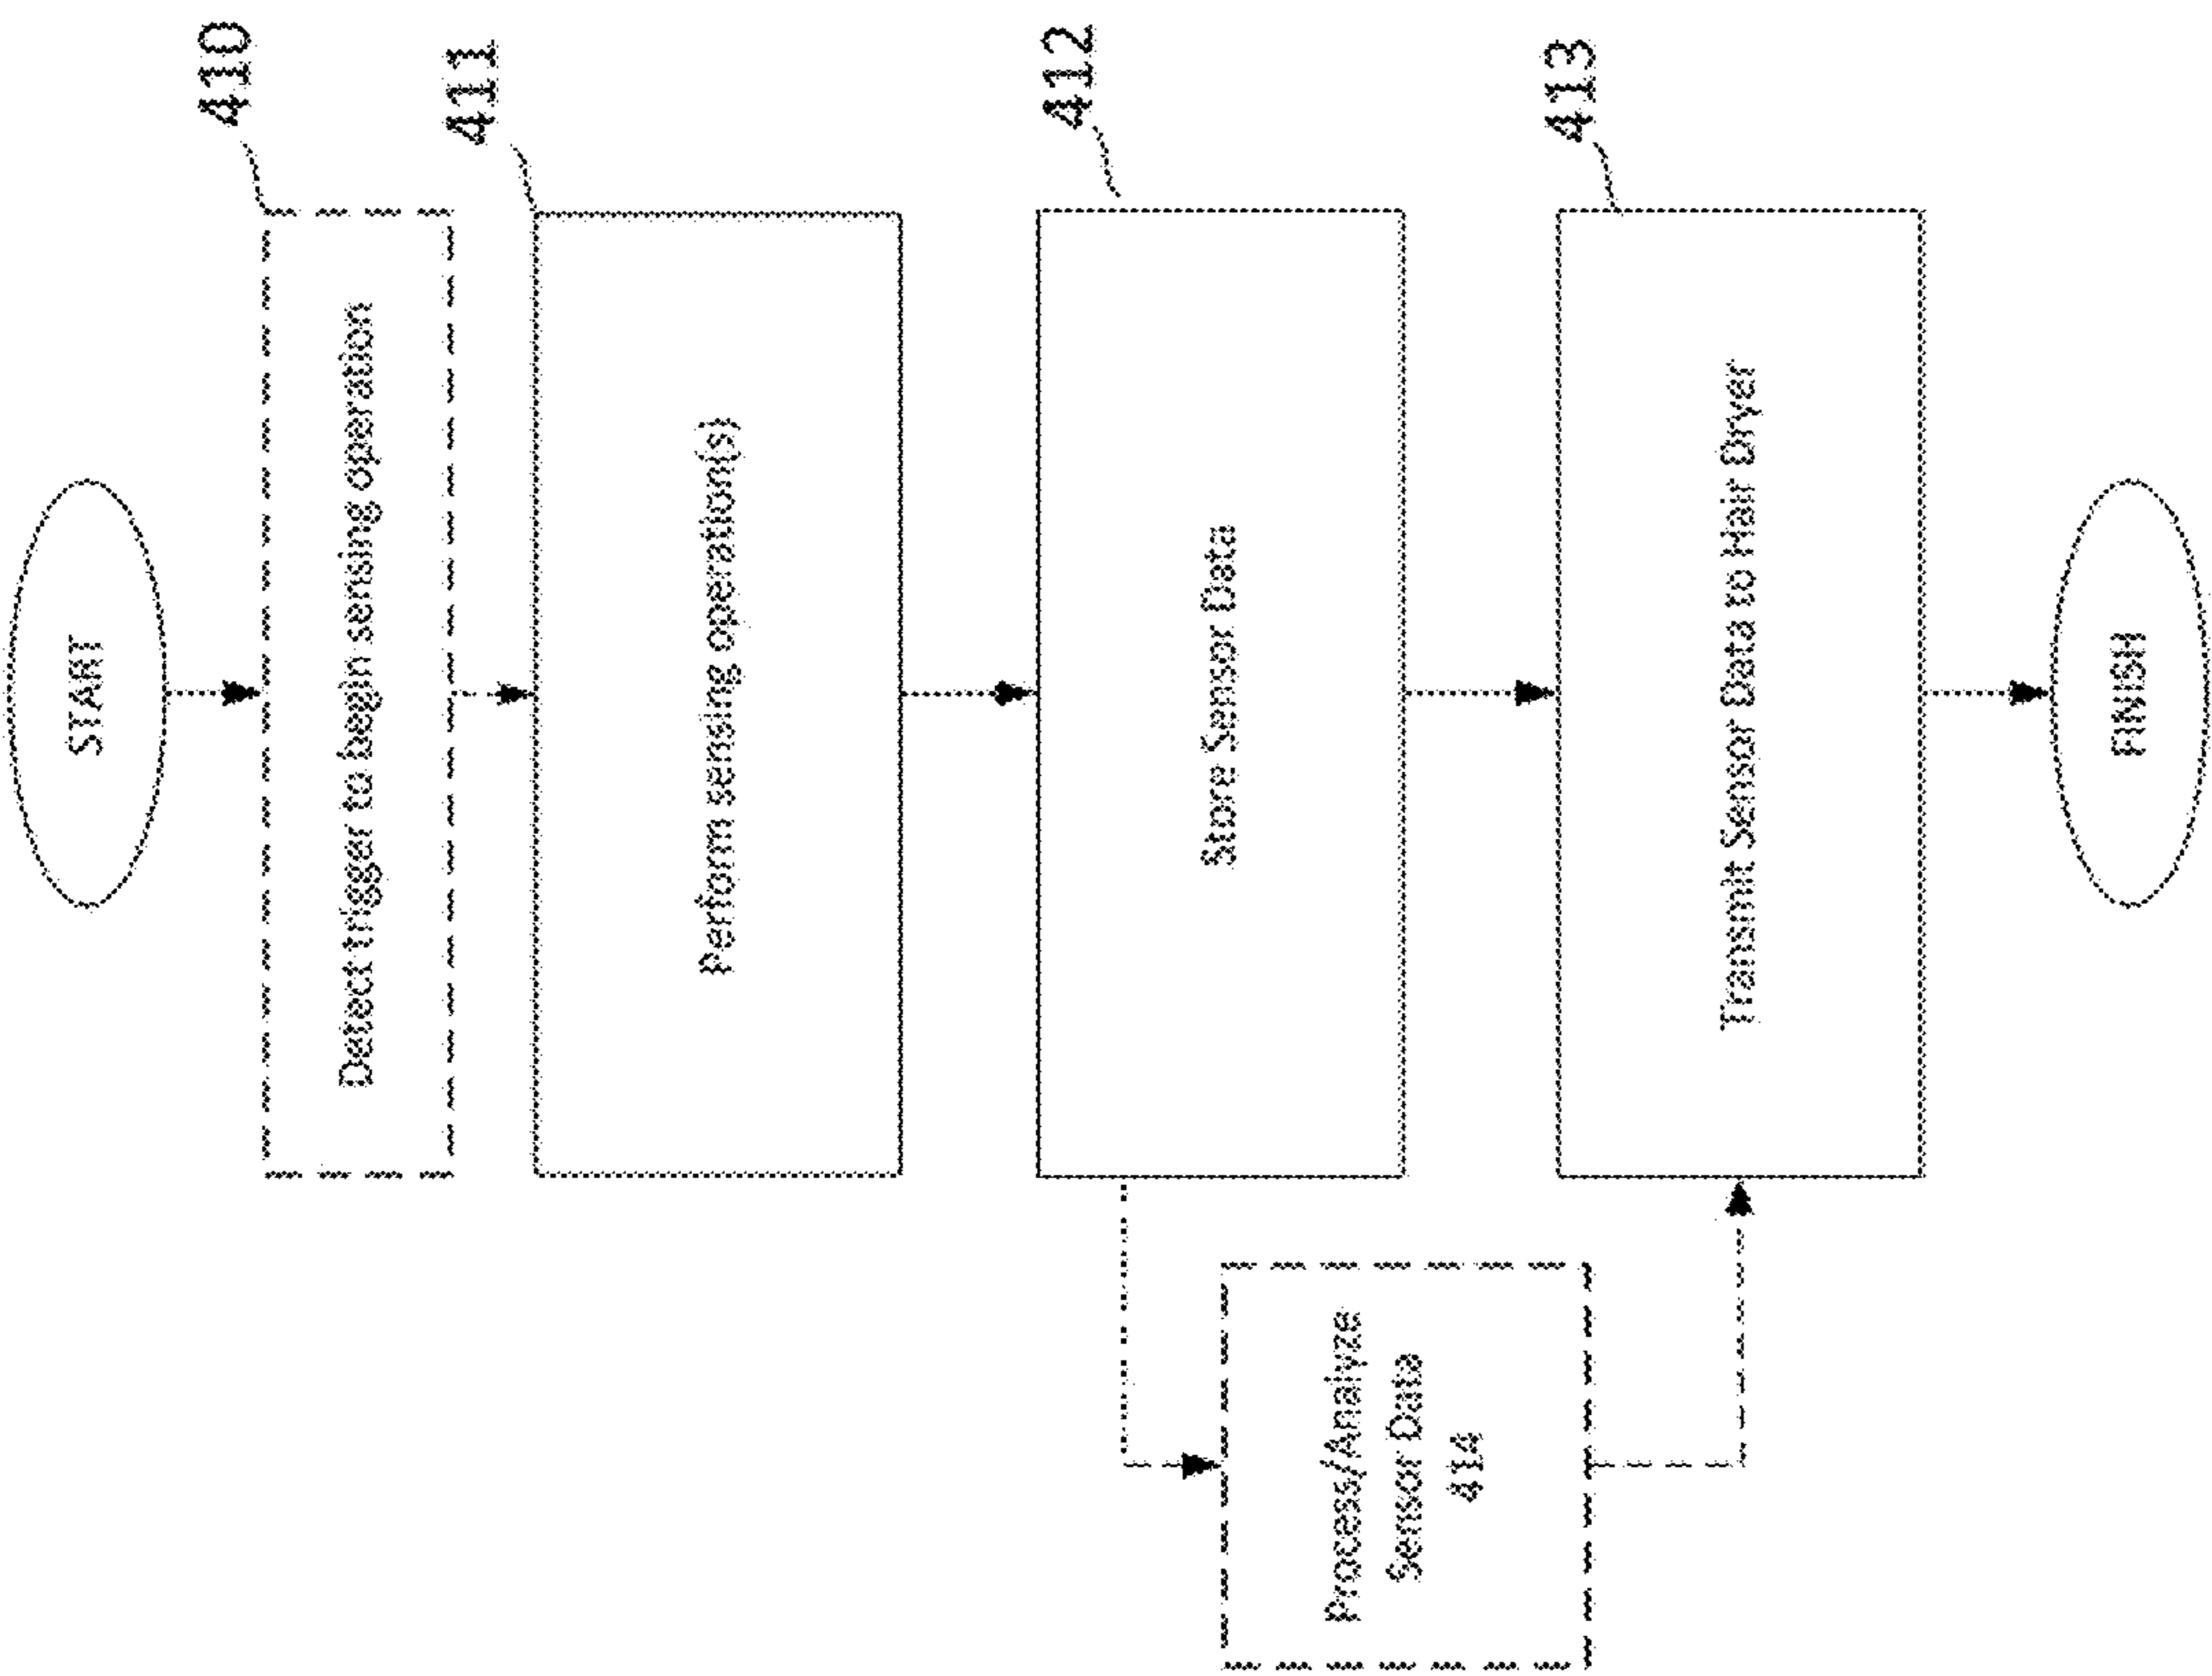 START
410
Detect trigger to begin sensing operation
411
Perform sensing operation(s)
412
Store Sensor Data
Process/Analyze
Sensor Data
414
413
Transmit Sensor Data to Hair Dryer
FINISH